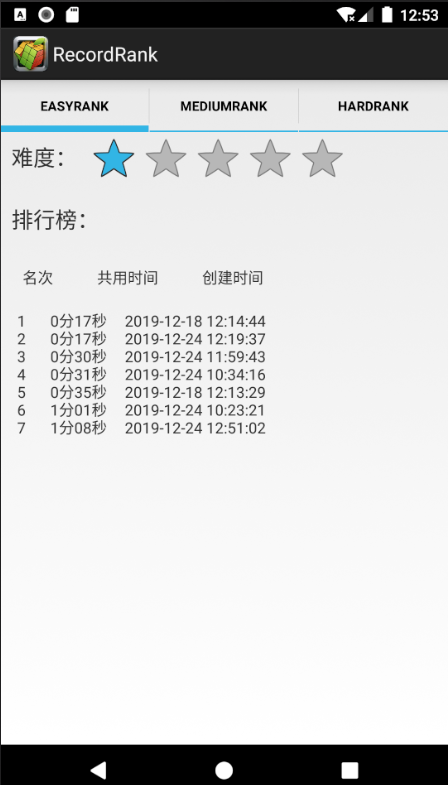 A
12:53
RecordRank
EASYRANK MEDIUMRANK HARDRANK
难度：
排行榜：
名次 共用时间 创建时间
1 0分17秒 2019-12-18 12:14:44
2 0分17秒 2019-12-24 12:19:37
3 0分30秒 2019-12-24 11:59:43
4 0分31秒 2019-12-24 10:34:16
5 0分35秒 2019-12-18 12:13:29
6 1分01秒 2019-12-24 10:23:21
7 1分08秒 2019-12-24 12:51:02